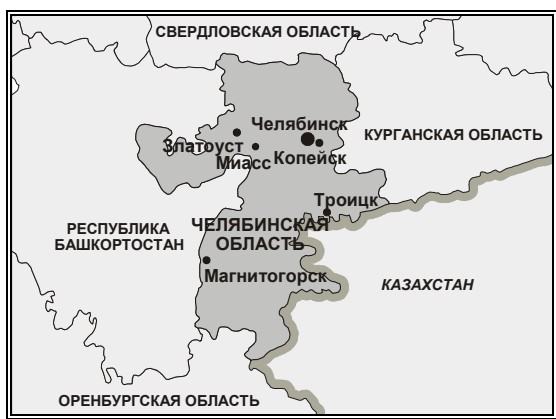 СВЕРДЛОВСКАЯ ОБЛАСТЬ
Челябинск
КУРГАНСКАЯ ОБЛАСТЬ
Златоуст
Миасс
Копейск
Троицк
РЕСПУБЛИКА
БАШКОРТОСТАН
ЧЕЛЯБИНСКАЯ
ОБЛАСТЬ
Магнитогорск
КАЗАХСТАН
ОРЕНБУРГСКАЯ ОБЛАСТЬ